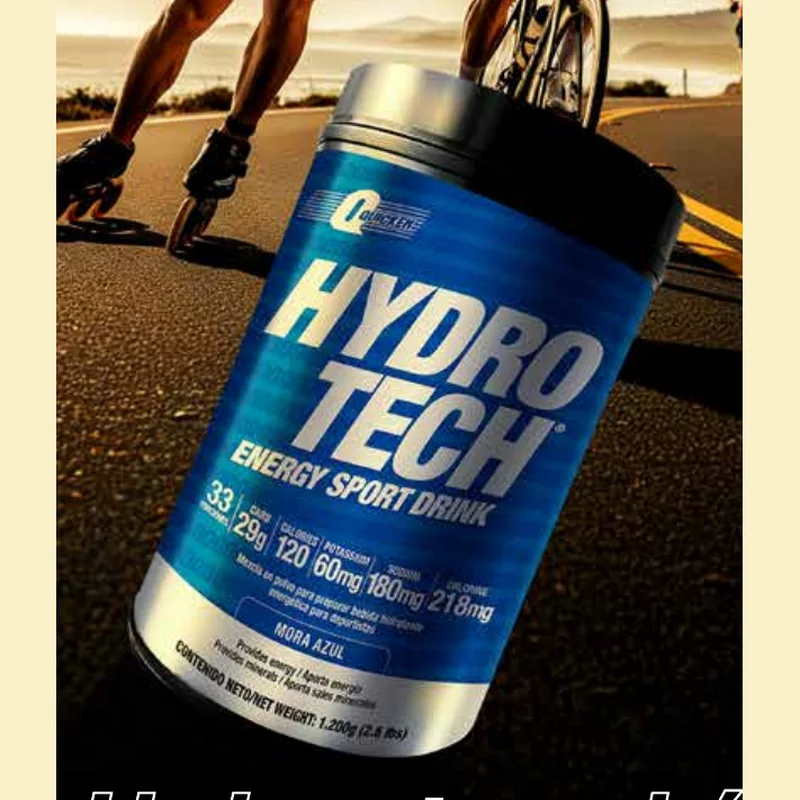 Q QUICKEN
HYDRO
TECH®
ENERGY SPORT DRINK
33
CARB
29g
CALORIES
120
POTASSIUM
60mg
SODIUM
180mg
CHLORINE
218mg
Mezcla en polvo para preparar bebida hidratante
energética para deportistas
MORA AZUL
Provides energy / Aporta energía
Provides minerals / Aporta sales minerales
CONTENIDO NETO/NET WEIGHT: 1.200g (2.6 lbs)